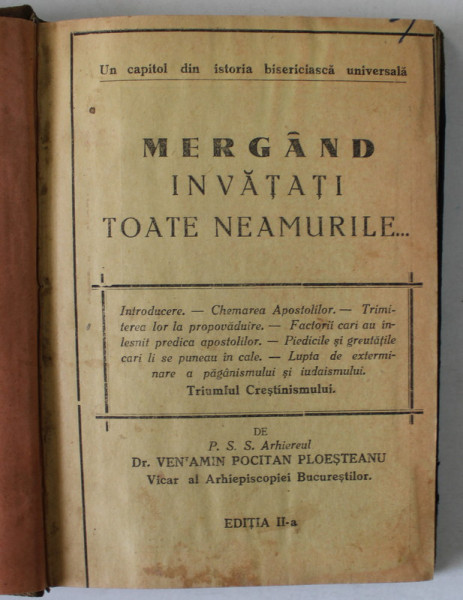 Un capitol din istoria bisericiască universală
MERGÂND
INVĂȚAȚI
TOATE NEAMURILE...
Introducere. — Chemarea Apostolilor. — Trimi-
terea lor la propovăduire. — Factorii cari au în-
lesnit predica apostolilor. — Piedicile și greutățile
cari li se puneau în cale. — Lupta de extermi-
nare a păgânismului și iudaismului.
Triumful Creștinismului.
DE
P. S. S. Arhiereul
Dr. VEN'AMIN POCITAN PLOEȘTEANU
Vicar al Arhiepiscopiei Bucureștilor.
EDIȚIA II-a